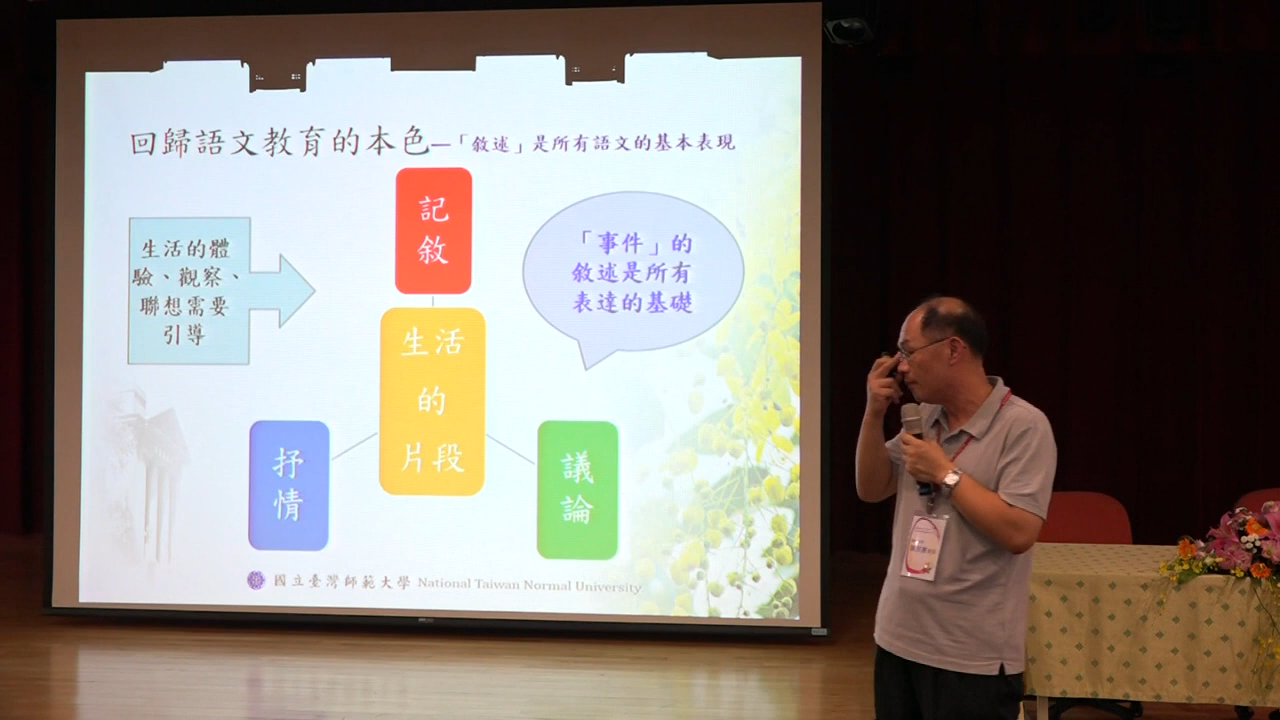 回歸語文教育的本色—「敘述」是所有語文的基本表現
生活的體
驗、觀察、
聯想需要
引導
記
敘
「事件」的
敘述是所有
表達的基礎
生活
的
片段
抒
情
議
論
國立臺灣師範大學 National Taiwan Normal University